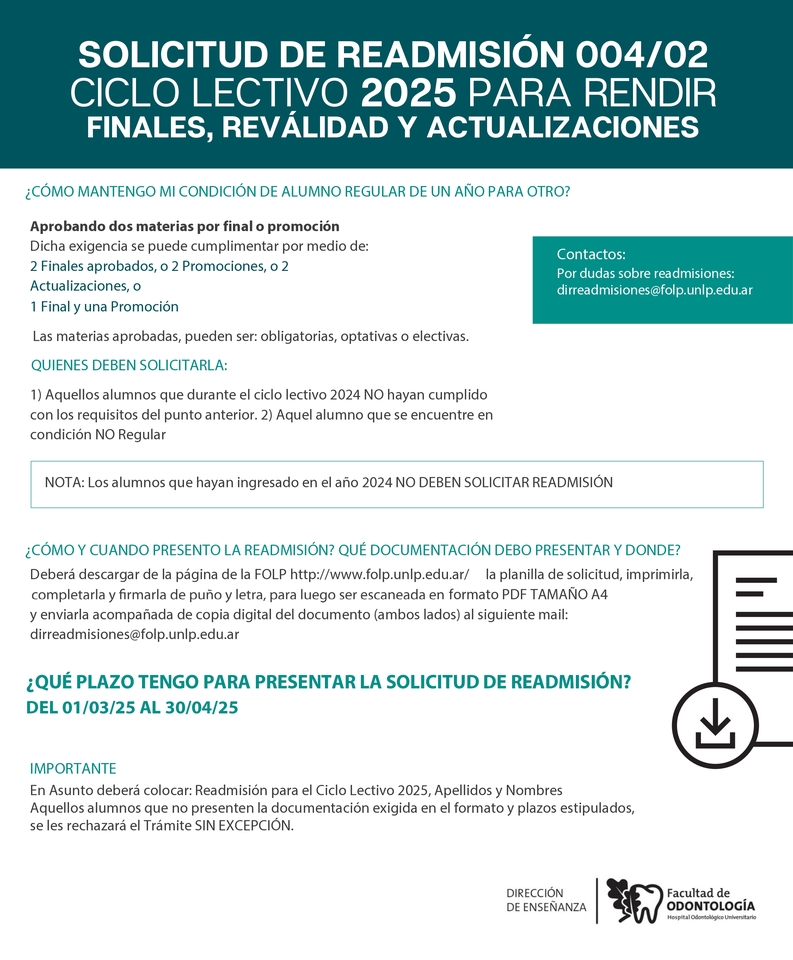 SOLICITUD DE READMISIÓN 004/02
CICLO LECTIVO 2025 PARA RENDIR
FINALES, REVÁLIDAD Y ACTUALIZACIONES
¿CÓMO MANTENGO MI CONDICIÓN DE ALUMNO REGULAR DE UN AÑO PARA OTRO?
Aprobando dos materias por final o promoción
Dicha exigencia se puede cumplimentar por medio de:
2 Finales aprobados, o 2 Promociones, o 2
Actualizaciones, o
1 Final y una Promoción
Las materias aprobadas, pueden ser: obligatorias, optativas o electivas.
Contactos:
Por dudas sobre readmisiones:
dirreadmisiones@folp.unlp.edu.ar
QUIENES DEBEN SOLICITARLA:
1) Aquellos alumnos que durante el ciclo lectivo 2024 NO hayan cumplido
con los requisitos del punto anterior. 2) Aquel alumno que se encuentre en
condición NO Regular
NOTA: Los alumnos que hayan ingresado en el año 2024 NO DEBEN SOLICITAR READMISIÓN
¿CÓMO Y CUANDO PRESENTO LA READMISIÓN? QUÉ DOCUMENTACIÓN DEBO PRESENTAR Y DONDE?
Deberá descargar de la página de la FOLP http://www.folp.unlp.edu.ar/ la planilla de solicitud, imprimirla,
completarla y firmarla de puño y letra, para luego ser escaneada en formato PDF TAMAÑO A4
y enviarla acompañada de copia digital del documento (ambos lados) al siguiente mail:
dirreadmisiones@folp.unlp.edu.ar
¿QUÉ PLAZO TENGO PARA PRESENTAR LA SOLICITUD DE READMISIÓN?
DEL 01/03/25 AL 30/04/25
IMPORTANTE
En Asunto deberá colocar: Readmisión para el Ciclo Lectivo 2025, Apellidos y Nombres
Aquellos alumnos que no presenten la documentación exigida en el formato y plazos estipulados,
se les rechazará el Trámite SIN EXCEPCIÓN.
DIRECCIÓN
DE ENSEÑANZA
Facultad de
ODONTOLOGÍA
Hospital Odontológico Universitario